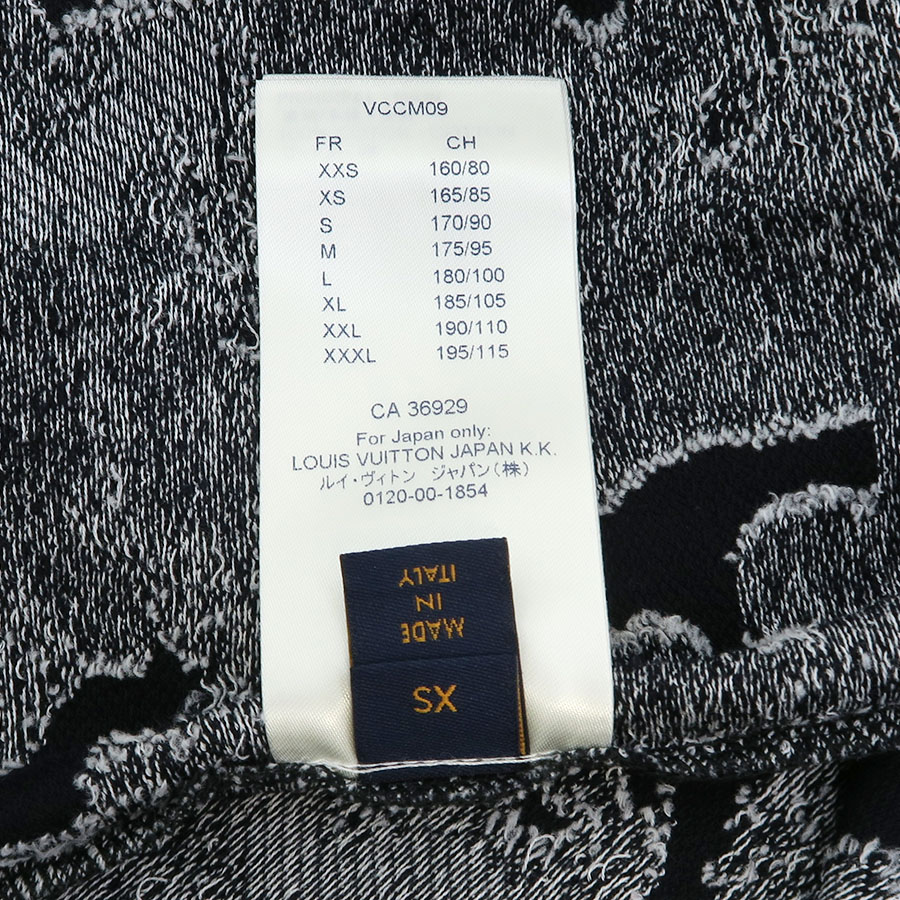 VCCM09
FR CH
XXS 160/80
XS 165/85
S 170/90
M 175/95
L 180/100
XL 185/105
XXL 190/110
XXXL 195/115
CA 36929
For Japan only:
LOUIS VUITTON JAPAN K.K.
ルイ・ヴィトン ジャパン(株)
0120-00-1854
MADE
IN
ITALY
XS